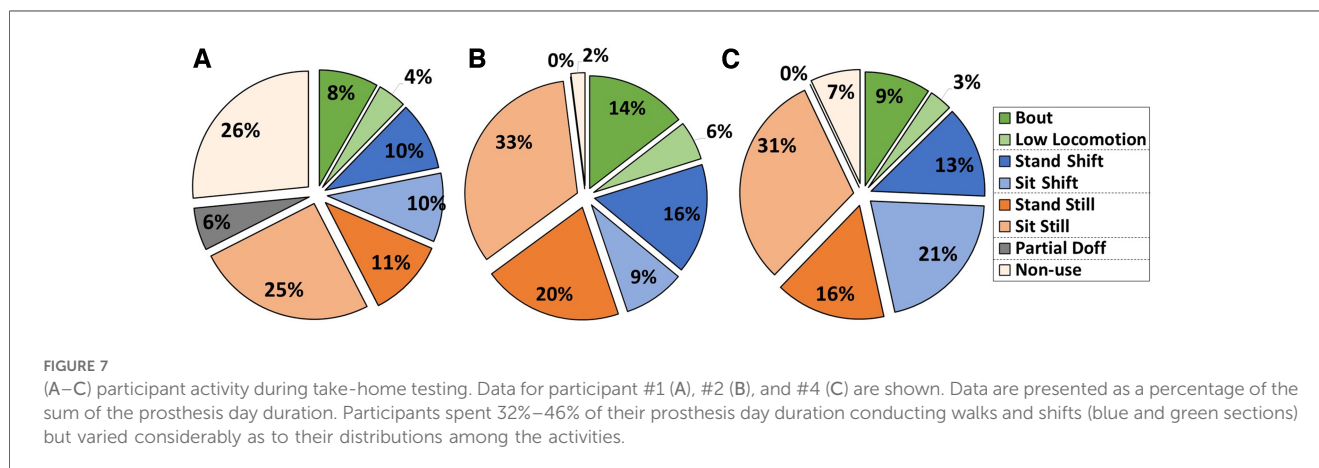 A
8%
4%
10%
10%
11%
25%
6%
26%
B
0%
2%
14%
6%
16%
9%
20%
33%
C
0%
7%
9%
3%
13%
21%
16%
31%
Bout
Low Locomotion
Stand Shift
Sit Shift
Stand Still
Sit Still
Partial Doff
Non-use
FIGURE 7
(A–C) participant activity during take-home testing. Data for participant #1 (A), #2 (B), and #4 (C) are shown. Data are presented as a percentage of the
sum of the prosthesis day duration. Participants spent 32%–46% of their prosthesis day duration conducting walks and shifts (blue and green sections)
but varied considerably as to their distributions among the activities.